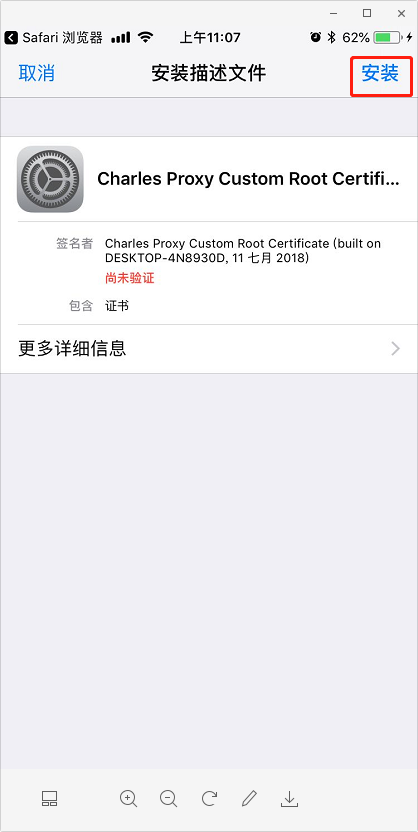 Safari 浏览器 上午11:07 62%
取消 安装描述文件 安装
Charles Proxy Custom Root Certifi...
签名者 Charles Proxy Custom Root Certificate (built on
DESKTOP-4N8930D, 11 七月 2018)
尚未验证
包含 证书
更多详细信息